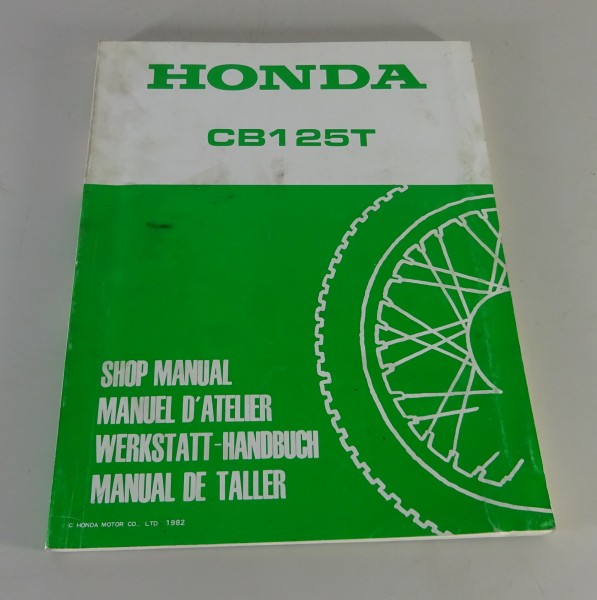 HONDA
CB125T
SHOP MANUAL
MANUEL D'ATELIER
WERKSTATT-HANDBUCH
MANUAL DE TALLER
© HONDA MOTOR CO., LTD. 1982